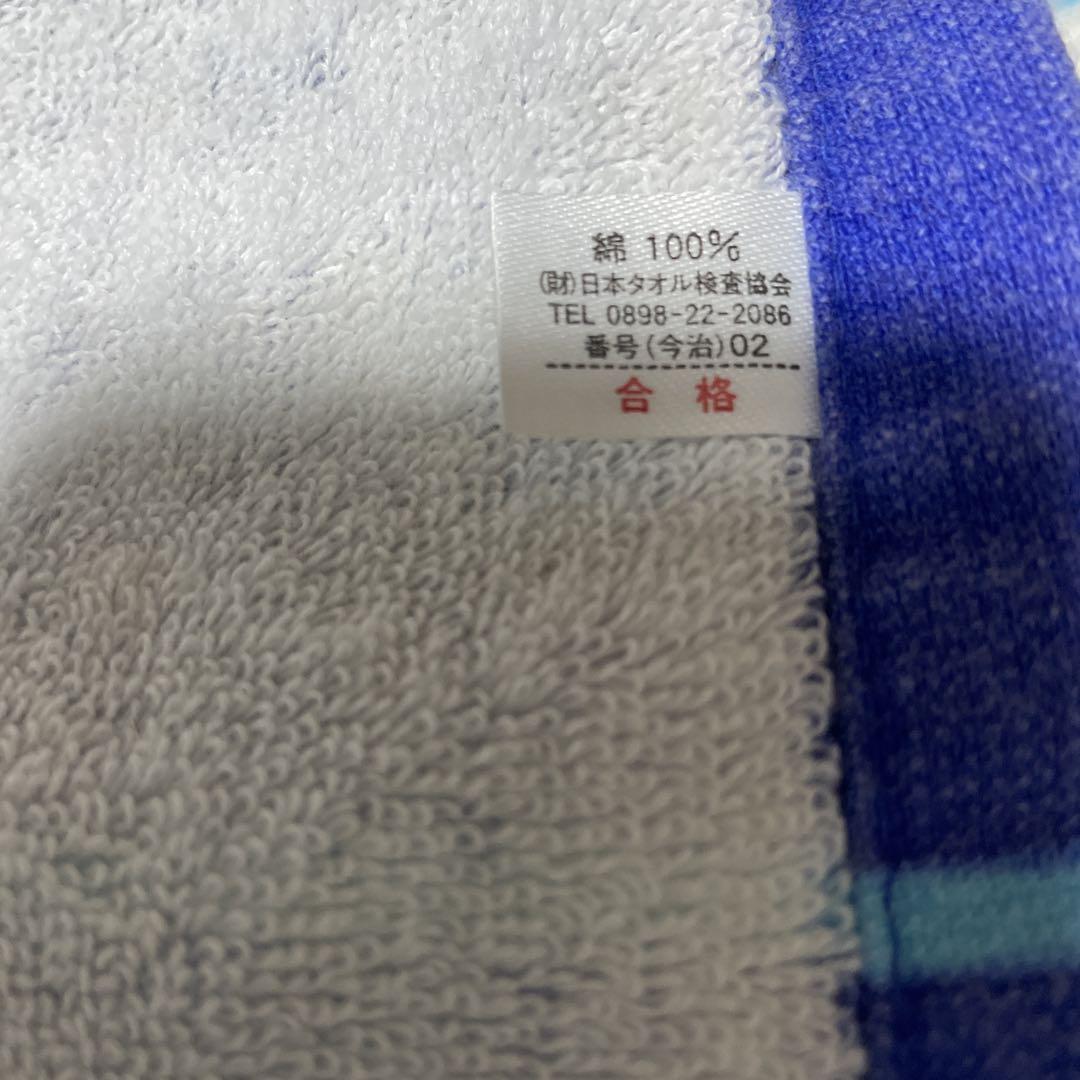 綿 100%
(財)日本タオル検査協会
TEL 0898-22-2086
番号(今治)02
合 格